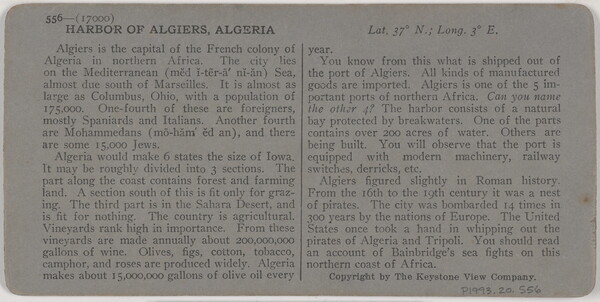 556—(17000)
HARBOR OF ALGIERS, ALGERIA
Lat. 37° N.; Long. 3° E.
Algiers is the capital of the French colony of
Algeria in northern Africa. The city lies
on the Mediterranean (mĕd ĭ-tĕr-ā' nĭ-ăn) Sea,
almost due south of Marseilles. It is almost as
large as Columbus, Ohio, with a population of
175,000. One-fourth of these are foreigners,
mostly Spaniards and Italians. Another fourth
are Mohammedans (mō-hăm' ĕd an), and there
are some 15,000 Jews.
Algeria would make 6 states the size of Iowa.
It may be roughly divided into 3 sections. The
part along the coast contains forest and farming
land. A section south of this is fit only for graz-
ing. The third part is in the Sahara Desert, and
is fit for nothing. The country is agricultural.
Vineyards rank high in importance. From these
vineyards are made annually about 200,000,000
gallons of wine. Olives, figs, cotton, tobacco,
camphor, and roses are produced widely. Algeria
makes about 15,000,000 gallons of olive oil every
year.
You know from this what is shipped out of
the port of Algiers. All kinds of manufactured
goods are imported. Algiers is one of the 5 im-
portant ports of northern Africa. Can you name
the other 4? The harbor consists of a natural
bay protected by breakwaters. One of the parts
contains over 200 acres of water. Others are
being built. You will observe that the port is
equipped with modern machinery, railway
switches, derricks, etc.
Algiers figured slightly in Roman history.
From the 16th to the 19th century it was a nest
of pirates. The city was bombarded 14 times in
300 years by the nations of Europe. The United
States once took a hand in whipping out the
pirates of Algeria and Tripoli. You should read
an account of Bainbridge's sea fights on this
northern coast of Africa.
Copyright by The Keystone View Company.
P1993.20.556